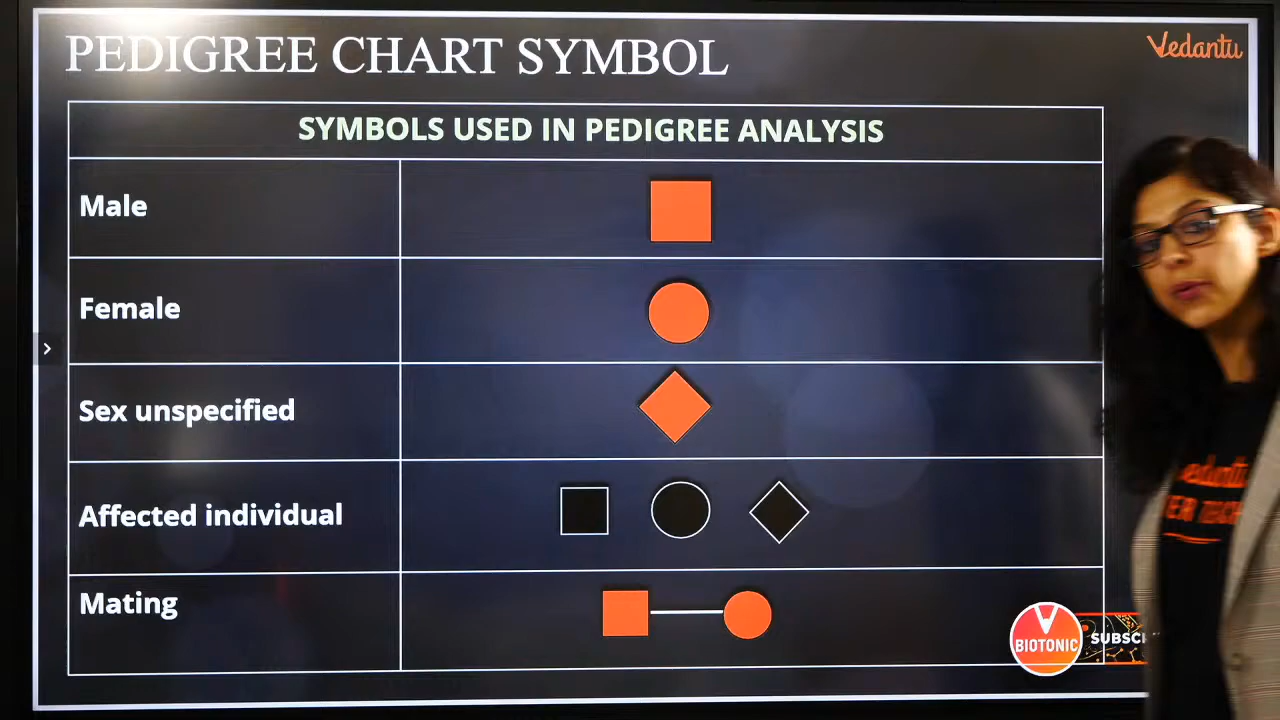 PEDIGREE CHART SYMBOL
Vedantu
SYMBOLS USED IN PEDIGREE ANALYSIS
Male
Female
Sex unspecified
Affected individual
Mating
BIOTONIC